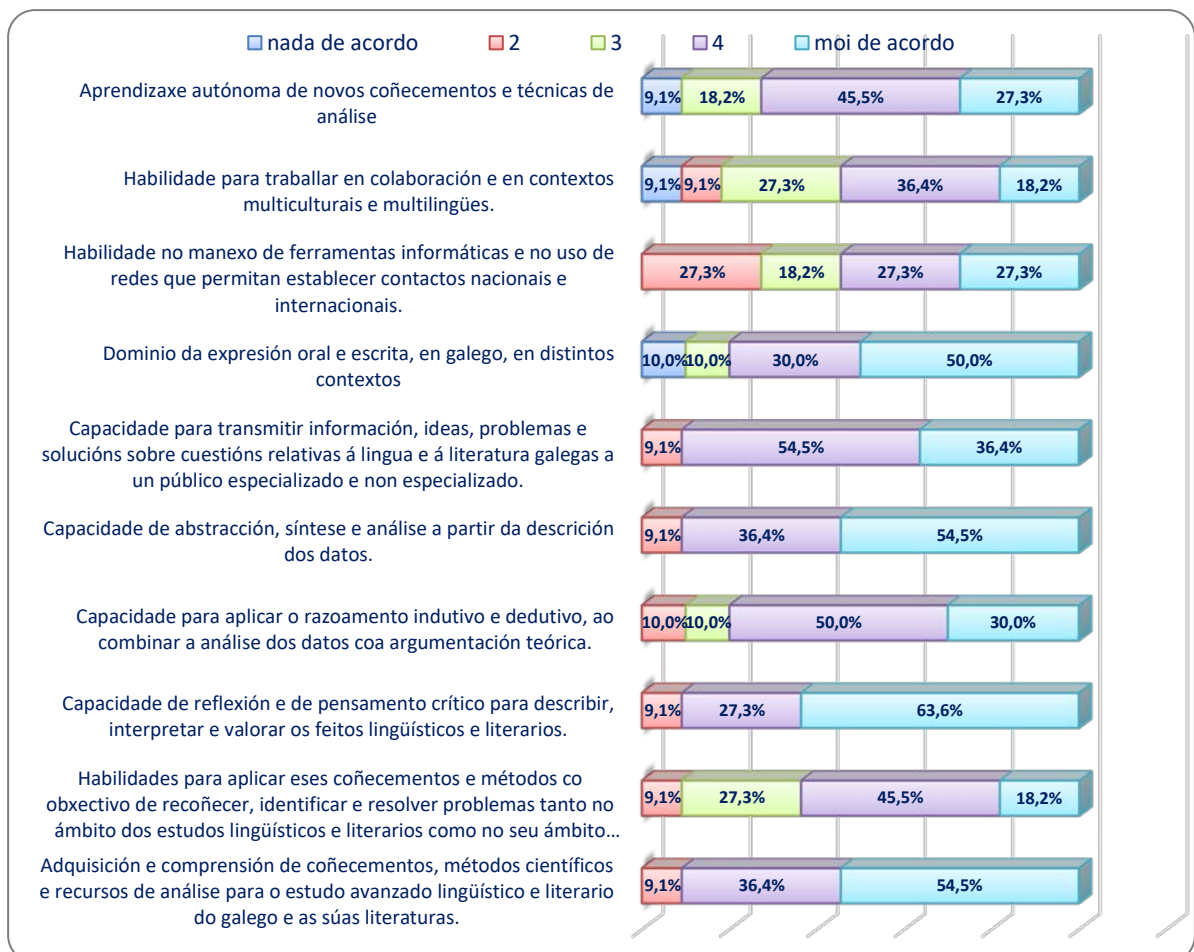 nada de acordo 2 3 4 moi de acordo
Aprendizaxe autónoma de novos coñecementos e técnicas de
análise
9,1% 18,2% 45,5% 27,3%
Habilidade para traballar en colaboración e en contextos
multiculturais e multilingües.
9,1% 9,1% 27,3% 36,4% 18,2%
Habilidade no manexo de ferramentas informáticas e no uso de
redes que permitan establecer contactos nacionais e
internacionais.
27,3% 18,2% 27,3% 27,3%
Dominio da expresión oral e escrita, en galego, en distintos
contextos
10,0% 10,0% 30,0% 50,0%
Capacidade para transmitir información, ideas, problemas e
solucións sobre cuestións relativas á lingua e á literatura galegas a
un público especializado e non especializado.
9,1% 54,5% 36,4%
Capacidade de abstracción, síntese e análise a partir da descrición
dos datos.
9,1% 36,4% 54,5%
Capacidade para aplicar o razoamento indutivo e dedutivo, ao
combinar a análise dos datos coa argumentación teórica.
10,0% 10,0% 50,0% 30,0%
Capacidade de reflexión e de pensamento crítico para describir,
interpretar e valorar os feitos lingüísticos e literarios.
9,1% 27,3% 63,6%
Habilidades para aplicar eses coñecementos e métodos co
obxectivo de recoñecer, identificar e resolver problemas tanto no
ámbito dos estudos lingüísticos e literarios como no seu ámbito...
9,1% 27,3% 45,5% 18,2%
Adquisición e comprensión de coñecementos, métodos científicos
e recursos de análise para o estudo avanzado lingüístico e literario
do galego e as súas literaturas.
9,1% 36,4% 54,5%